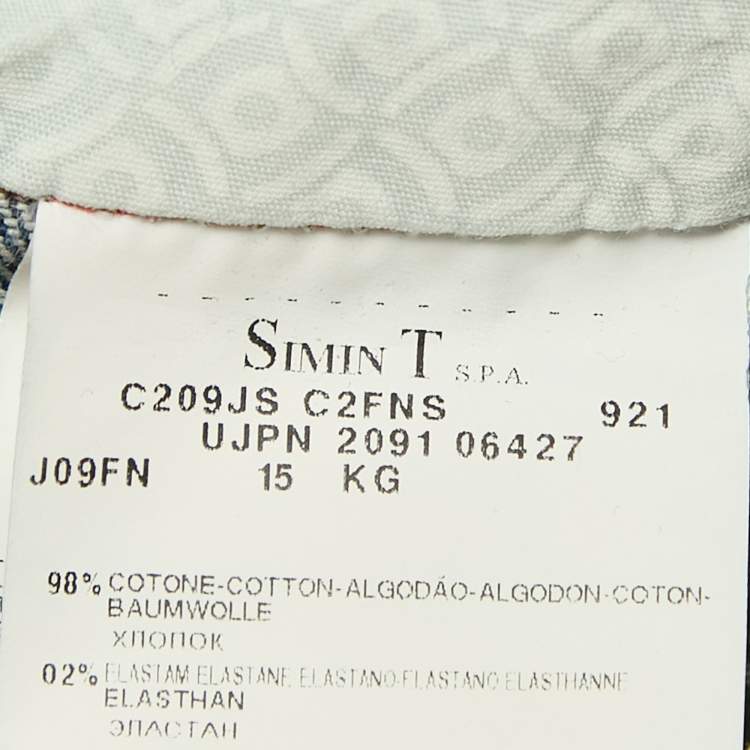 SIMIN T S.P.A.
C209JS C2FNS 921
UJPN 2091 06427
J09FN 15 KG
98% COTONE-COTTON-ALGODÁO-ALGODON-COTON-
BAUMWOLLE
ХЛОПОК
02% ELASTAM ELASTANE ELASTANO-ELASTANO ELASTHANNE
ELASTHAN
ЭЛАСТАН